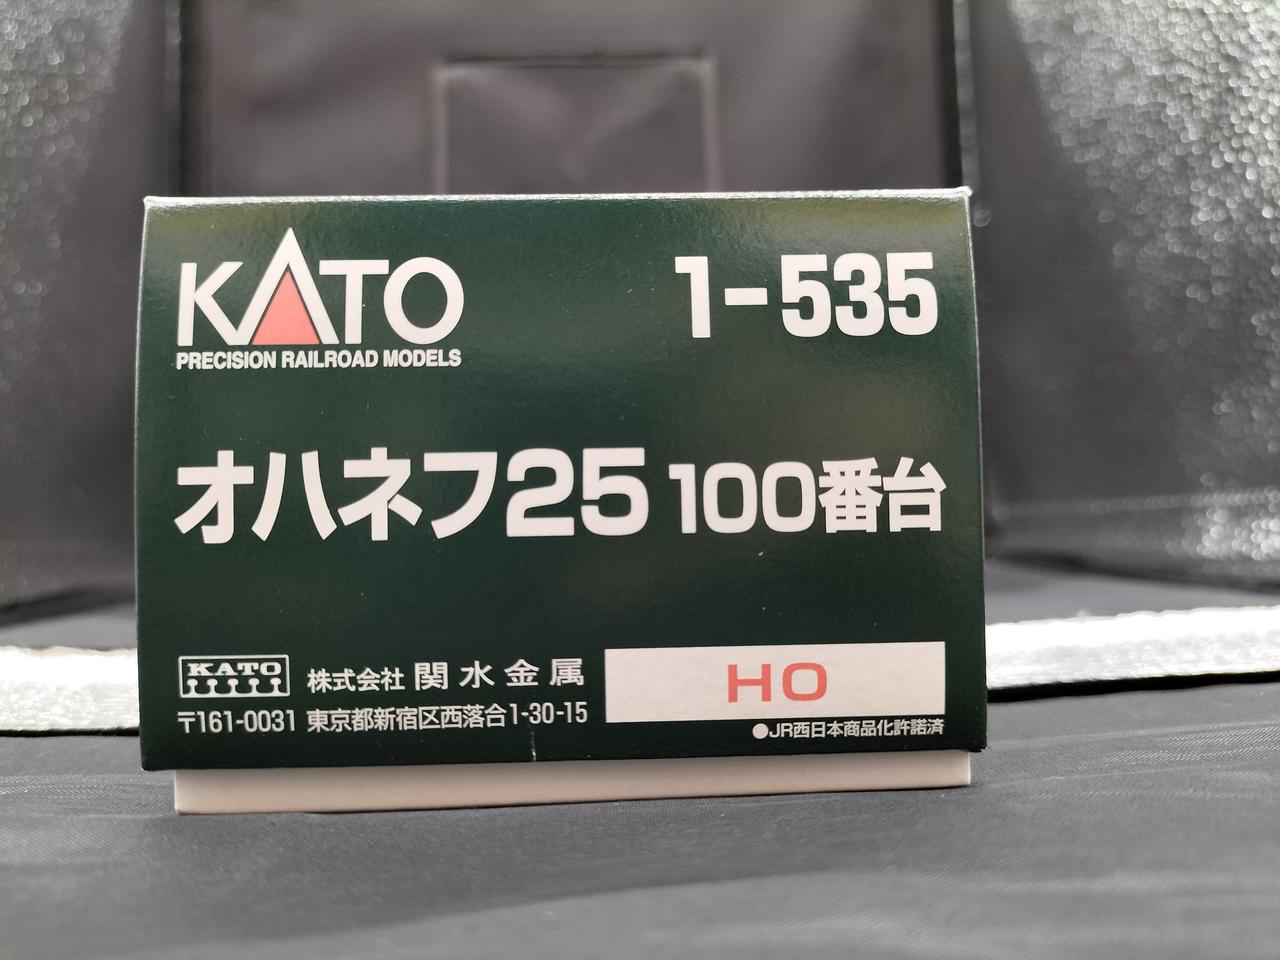 KATO 1-535
PRECISION RAILROAD MODELS
オハネフ25 100番台
KATO 株式会社 関水金属
〒161-0031 東京都新宿区西落合1-30-15
HO
●JR西日本商品化許諾済